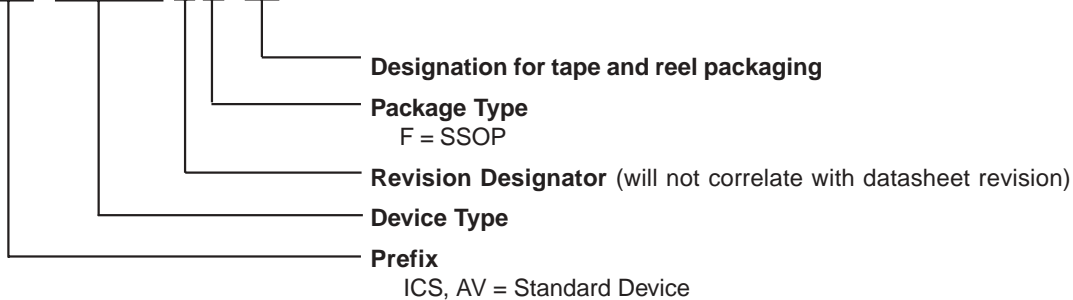 Designation for tape and reel packaging
Package Type
F = SSOP
Revision Designator (will not correlate with datasheet revision)
Device Type
Prefix
ICS, AV = Standard Device